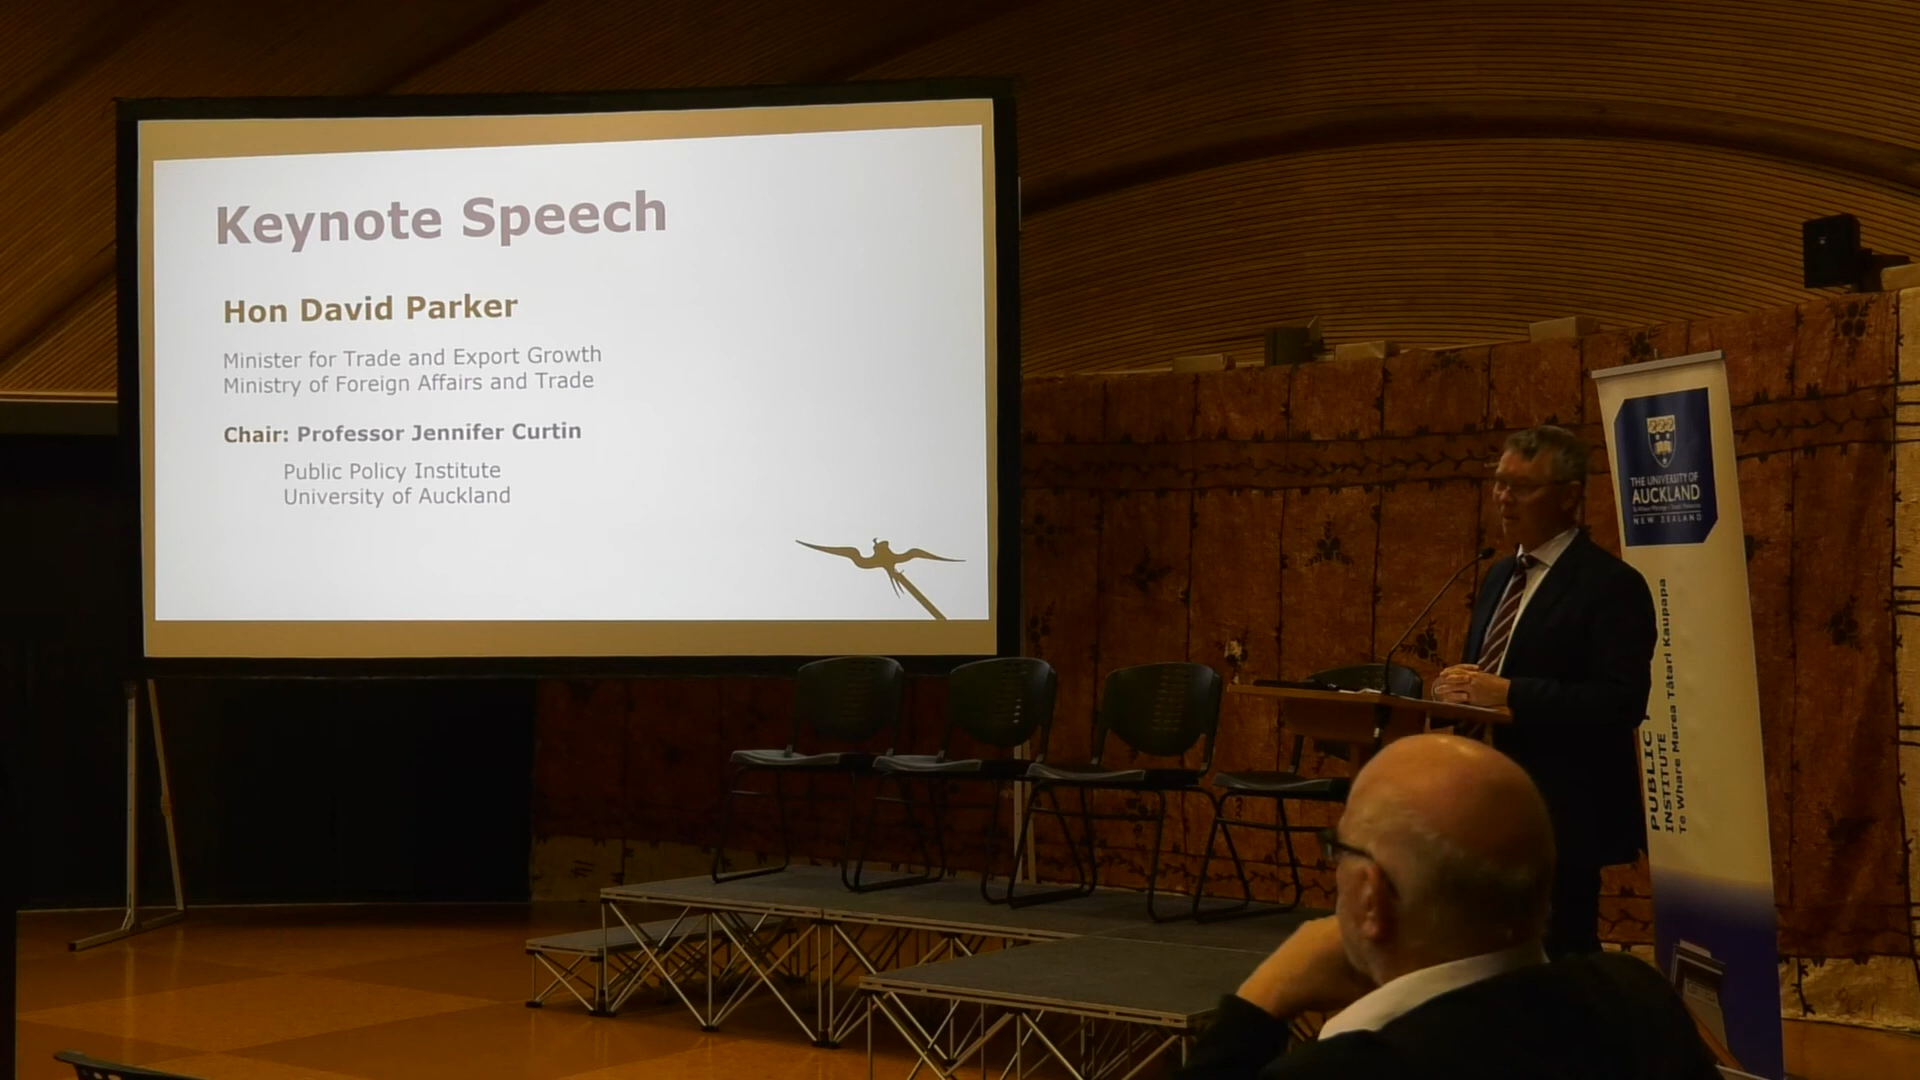 Keynote Speech
Hon David Parker
Minister for Trade and Export Growth
Ministry of Foreign Affairs and Trade
Chair: Professor Jennifer Curtin
Public Policy Institute
University of Auckland
THE UNIVERSITY OF
AUCKLAND
NEW ZEALAND
PUBLIC
INSTITUTE
Te Whare Marea Tātari Kaupapa